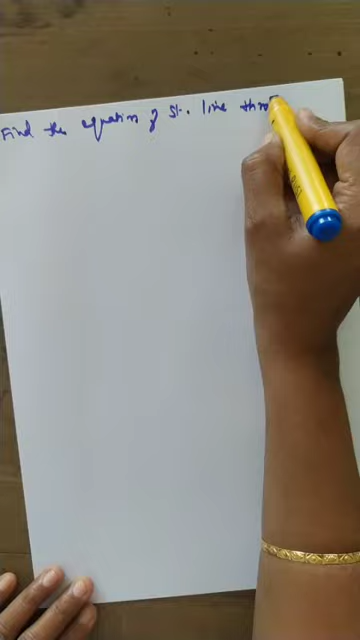 Find the equation of St. line thro